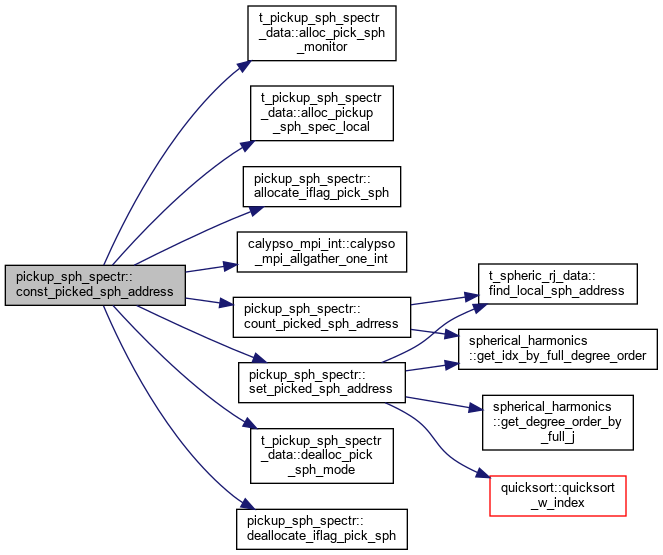 t_pickup_sph_spectr
_data::alloc_pick_sph
_monitor
t_pickup_sph_spectr
_data::alloc_pickup
_sph_spec_local
pickup_sph_spectr::
allocate_iflag_pick_sph
calypso_mpi_int::calypso
_mpi_allgather_one_int
pickup_sph_spectr::
const_picked_sph_address
pickup_sph_spectr::
count_picked_sph_adrress
pickup_sph_spectr::
set_picked_sph_address
t_pickup_sph_spectr
_data::dealloc_pick
_sph_mode
pickup_sph_spectr::
deallocate_iflag_pick_sph
t_spheric_rj_data::
find_local_sph_address
spherical_harmonics
::get_idx_by_full_degree_order
spherical_harmonics
::get_degree_order_by
_full_j
quicksort::quicksort
_w_index